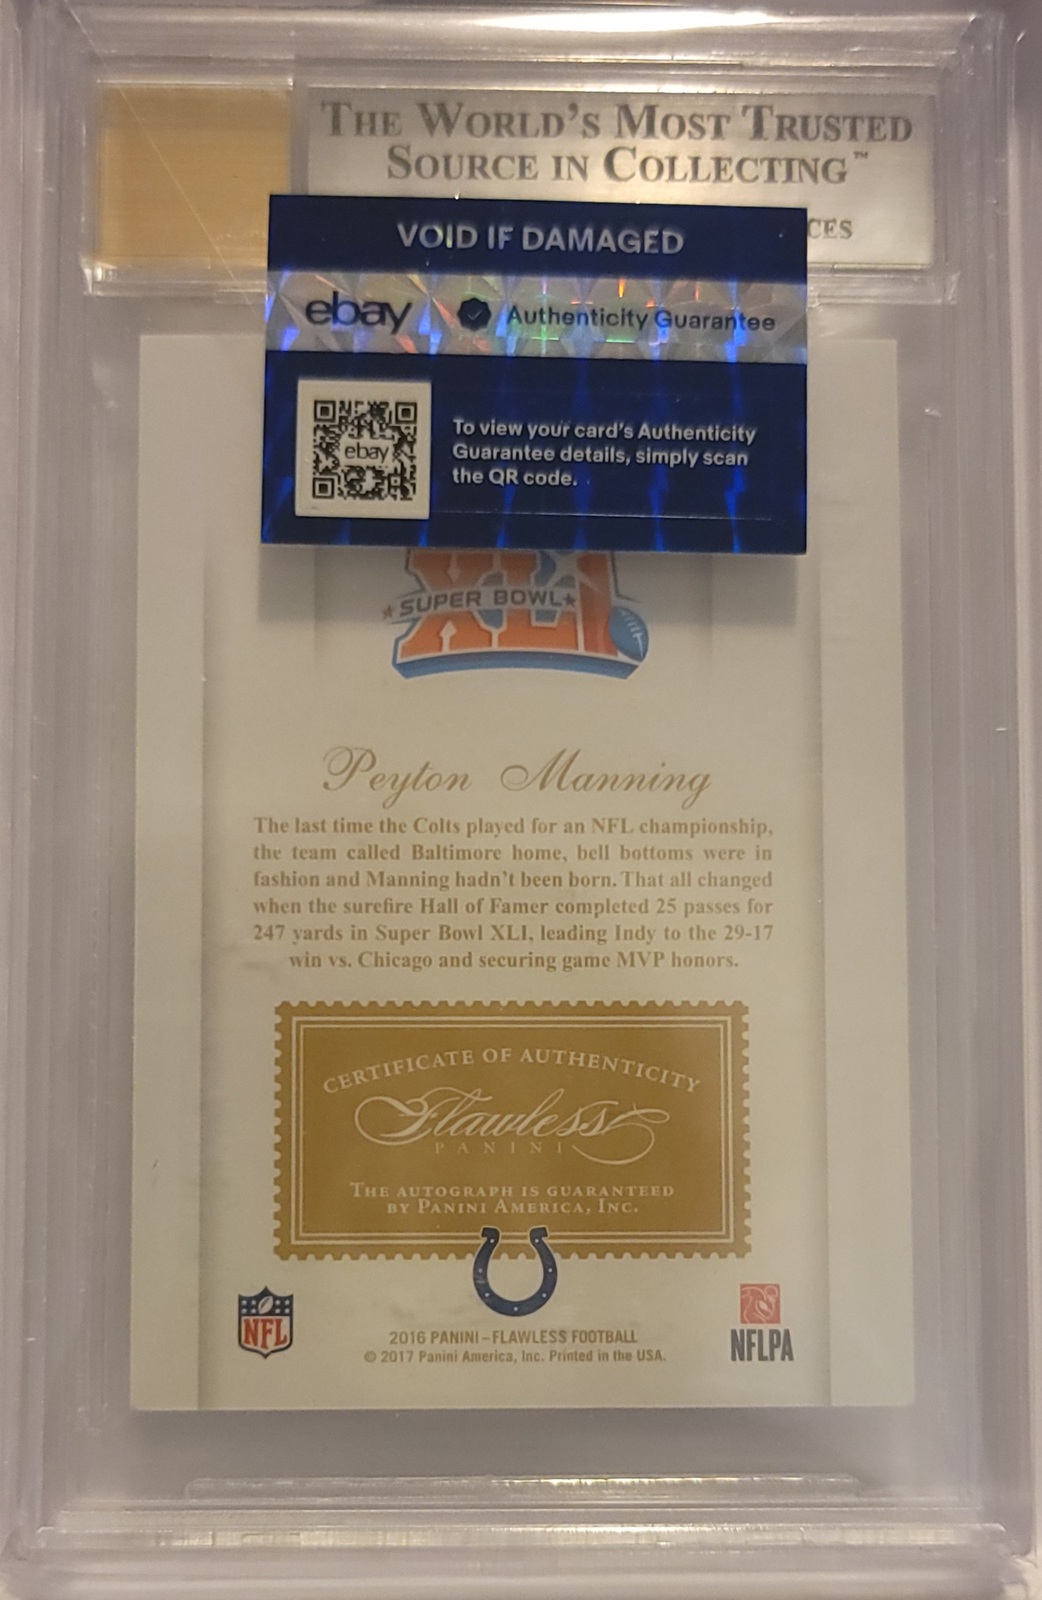 THE WORLD'S MOST TRUSTED
SOURCE IN COLLECTING™
CES
VOID IF DAMAGED
ebay Authenticity Guarantee
ebay
To view your card's Authenticity
Guarantee details, simply scan
the QR code.
XLI
SUPER BOWL
Peyton Manning
The last time the Colts played for an NFL championship,
the team called Baltimore home, bell bottoms were in
fashion and Manning hadn't been born. That all changed
when the surefire Hall of Famer completed 25 passes for
247 yards in Super Bowl XLI, leading Indy to the 29-17
win vs. Chicago and securing game MVP honors.
CERTIFICATE OF AUTHENTICITY
Flawless
PANINI
THE AUTOGRAPH IS GUARANTEED
BY PANINI AMERICA, INC.
NFL
2016 PANINI – FLAWLESS FOOTBALL
© 2017 Panini America, Inc. Printed in the USA.
NFLPA